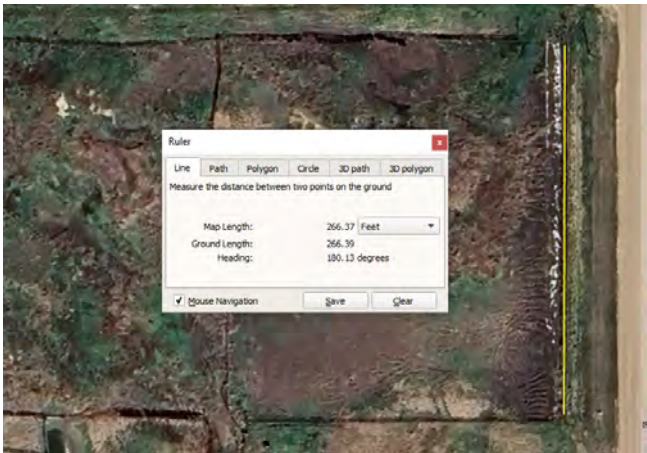 Ruler
Line Path Polygon Circle 3D path 3D polygon
Measure the distance between two points on the ground
Map Length: 266.37 Feet
Ground Length: 266.39
Heading: 180.13 degrees
Mouse Navigation Save Clear